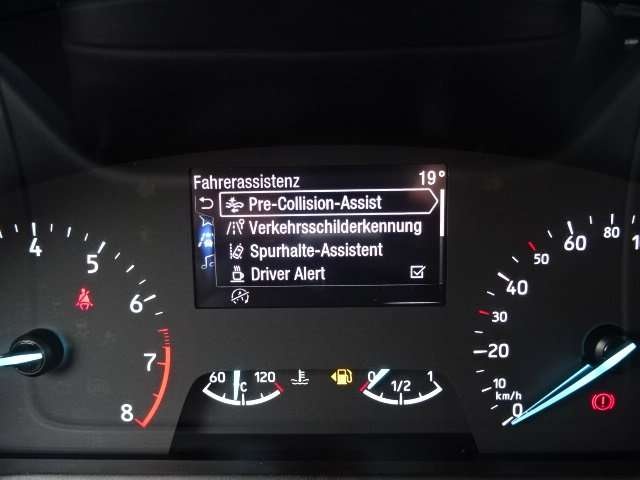 Fahrerassistenz 19°
Pre-Collision-Assist
Verkehrsschilderkennung
Spurhalte-Assistent
Driver Alert
4 5 6 7 8
60 °C 120
0 1/2 1
0 10 20 30 40 50 60 80
km/h